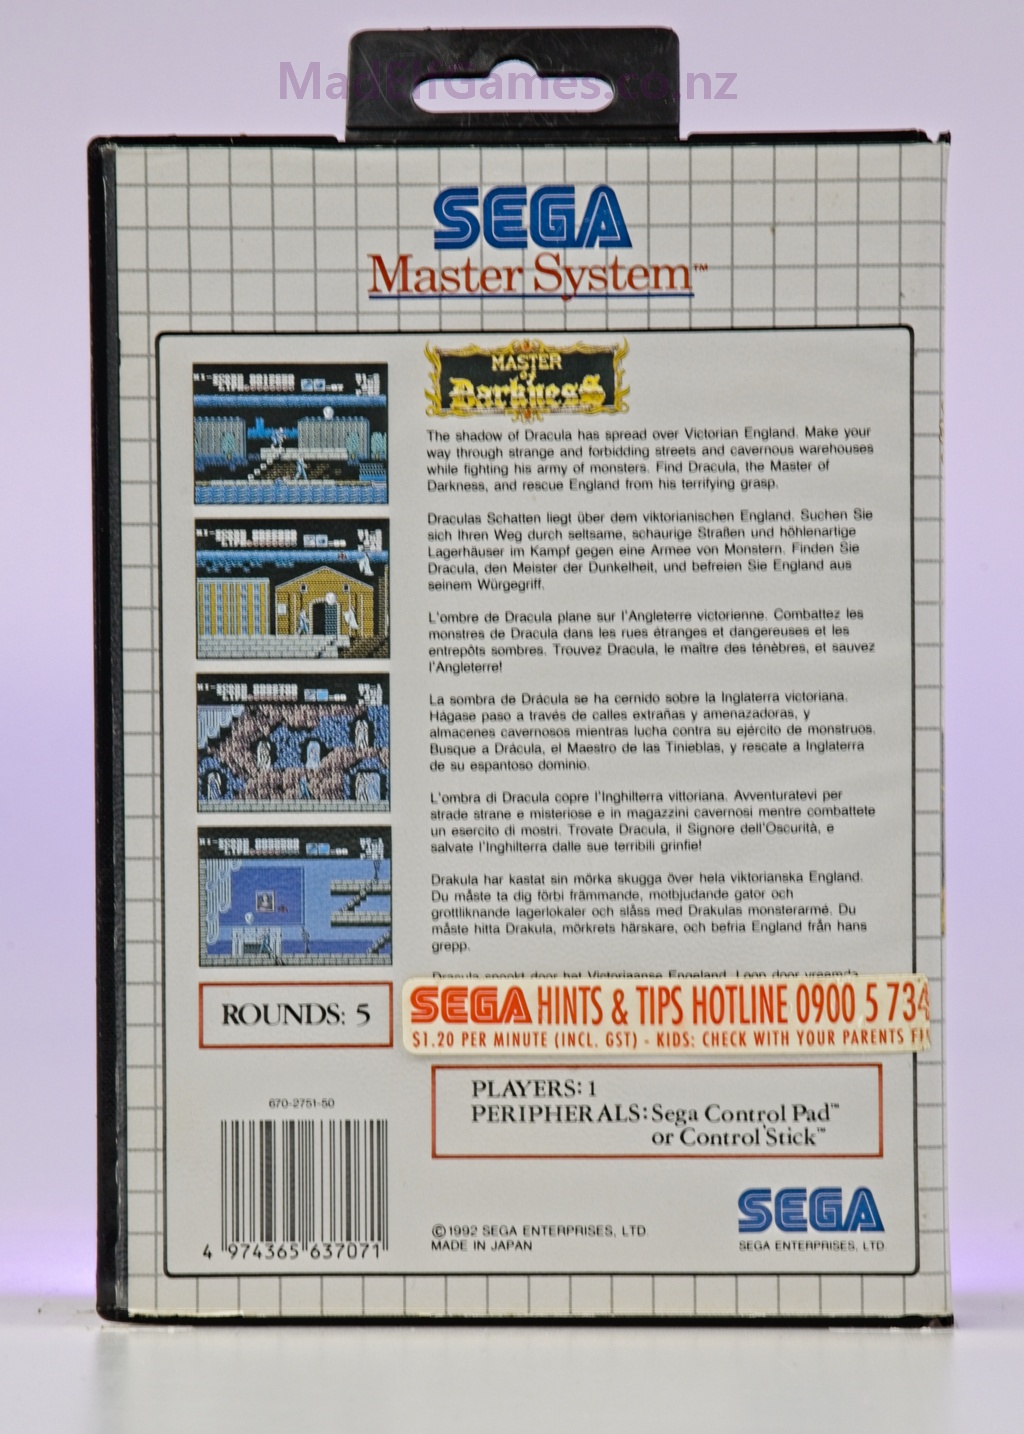 MadElfGames.co.nz
SEGA
Master System™
MASTER
of
Darkness
The shadow of Dracula has spread over Victorian England. Make your
way through strange and forbidding streets and cavernous warehouses
while fighting his army of monsters. Find Dracula, the Master of
Darkness, and rescue England from his terrifying grasp.
Draculas Schatten liegt über dem viktorianischen England. Suchen Sie
sich Ihren Weg durch seltsame, schaurige Straßen und höhlenartige
Lagerhäuser im Kampf gegen eine Armee von Monstern. Finden Sie
Dracula, den Meister der Dunkelheit, und befreien Sie England aus
seinem Würgegriff.
L'ombre de Dracula plane sur l'Angleterre victorienne. Combattez les
monstres de Dracula dans les rues étranges et dangereuses et les
entrepôts sombres. Trouvez Dracula, le maître des ténèbres, et sauvez
l'Angleterre!
La sombra de Drácula se ha cernido sobre la Inglaterra victoriana.
Hágase paso a través de calles extrañas y amenazadoras, y
almacenes cavernosos mientras lucha contra su ejército de monstruos.
Busque a Drácula, el Maestro de las Tinieblas, y rescate a Inglaterra
de su espantoso dominio.
L'ombra di Dracula copre l'Inghilterra vittoriana. Avventuratevi per
strade strane e misteriose e in magazzini cavernosi mentre combattete
un esercito di mostri. Trovate Dracula, il Signore dell'Oscurità, e
salvate l'Inghilterra dalle sue terribili grinfie!
Drakula har kastat sin mörka skugga över hela viktorianska England.
Du måste ta dig förbi främmande, motbjudande gator och
grottliknande lagerlokaler och slåss med Drakulas monsterarmé. Du
måste hitta Drakula, mörkrets härskare, och befria England från hans
grepp.
Dracula spookt door het Victoriaanse Engeland. Loop door vreemde
ROUNDS: 5
SEGA HINTS & TIPS HOTLINE 0900 5 734
$1.20 PER MINUTE (INCL. GST) - KIDS: CHECK WITH YOUR PARENTS
PLAYERS: 1
PERIPHERALS: Sega Control Pad™
or Control Stick™
670-2751-50
4 974365 637071
©1992 SEGA ENTERPRISES, LTD.
MADE IN JAPAN
SEGA
SEGA ENTERPRISES, LTD.